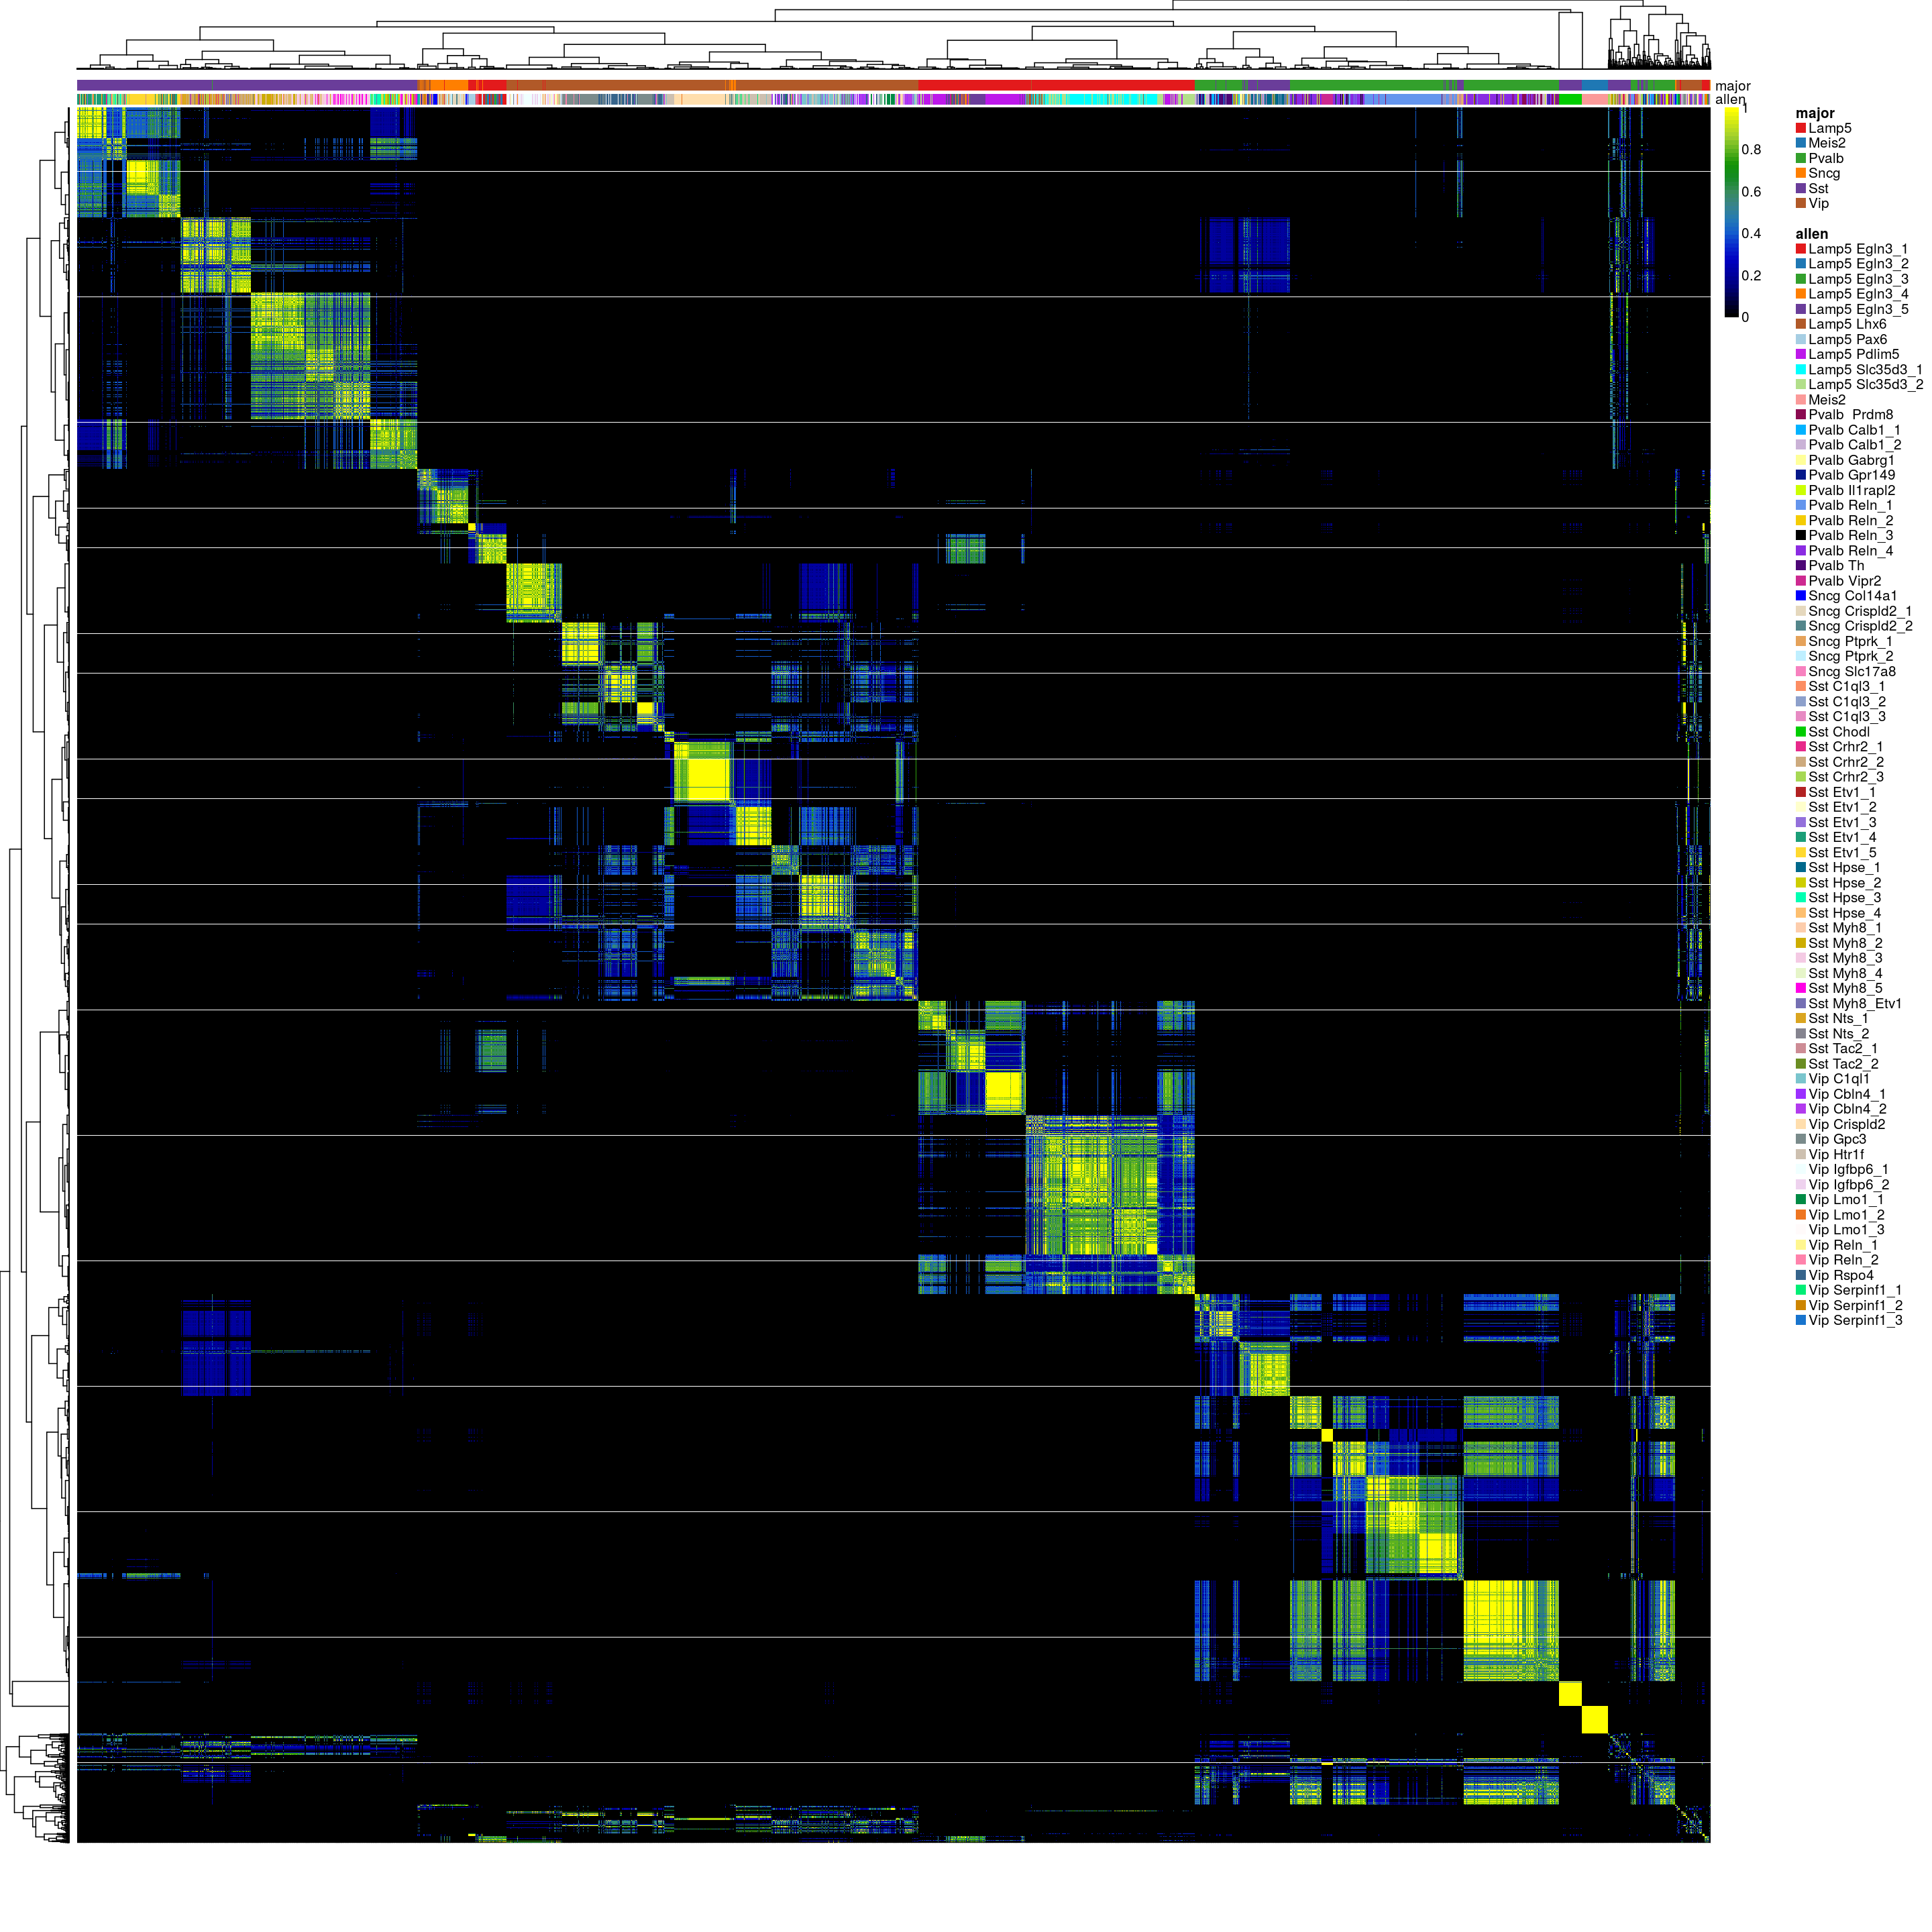 major
allen
1
0.8
0.6
0.4
0.2
0
major
Lamp5
Meis2
Pvalb
Sncg
Sst
Vip
allen
Lamp5 Egln3_1
Lamp5 Egln3_2
Lamp5 Egln3_3
Lamp5 Egln3_4
Lamp5 Egln3_5
Lamp5 Lhx6
Lamp5 Pax6
Lamp5 Pdlim5
Lamp5 Slc35d3_1
Lamp5 Slc35d3_2
Meis2
Pvalb  Prdm8
Pvalb Calb1_1
Pvalb Calb1_2
Pvalb Gabrg1
Pvalb Gpr149
Pvalb Il1rapl2
Pvalb Reln_1
Pvalb Reln_2
Pvalb Reln_3
Pvalb Reln_4
Pvalb Th
Pvalb Vipr2
Sncg Col14a1
Sncg Crispld2_1
Sncg Crispld2_2
Sncg Ptprk_1
Sncg Ptprk_2
Sncg Slc17a8
Sst C1ql3_1
Sst C1ql3_2
Sst C1ql3_3
Sst Chodl
Sst Crhr2_1
Sst Crhr2_2
Sst Crhr2_3
Sst Etv1_1
Sst Etv1_2
Sst Etv1_3
Sst Etv1_4
Sst Etv1_5
Sst Hpse_1
Sst Hpse_2
Sst Hpse_3
Sst Hpse_4
Sst Myh8_1
Sst Myh8_2
Sst Myh8_3
Sst Myh8_4
Sst Myh8_5
Sst Myh8_Etv1
Sst Nts_1
Sst Nts_2
Sst Tac2_1
Sst Tac2_2
Vip C1ql1
Vip Cbln4_1
Vip Cbln4_2
Vip Crispld2
Vip Gpc3
Vip Htr1f
Vip Igfbp6_1
Vip Igfbp6_2
Vip Lmo1_1
Vip Lmo1_2
Vip Lmo1_3
Vip Reln_1
Vip Reln_2
Vip Rspo4
Vip Serpinf1_1
Vip Serpinf1_2
Vip Serpinf1_3